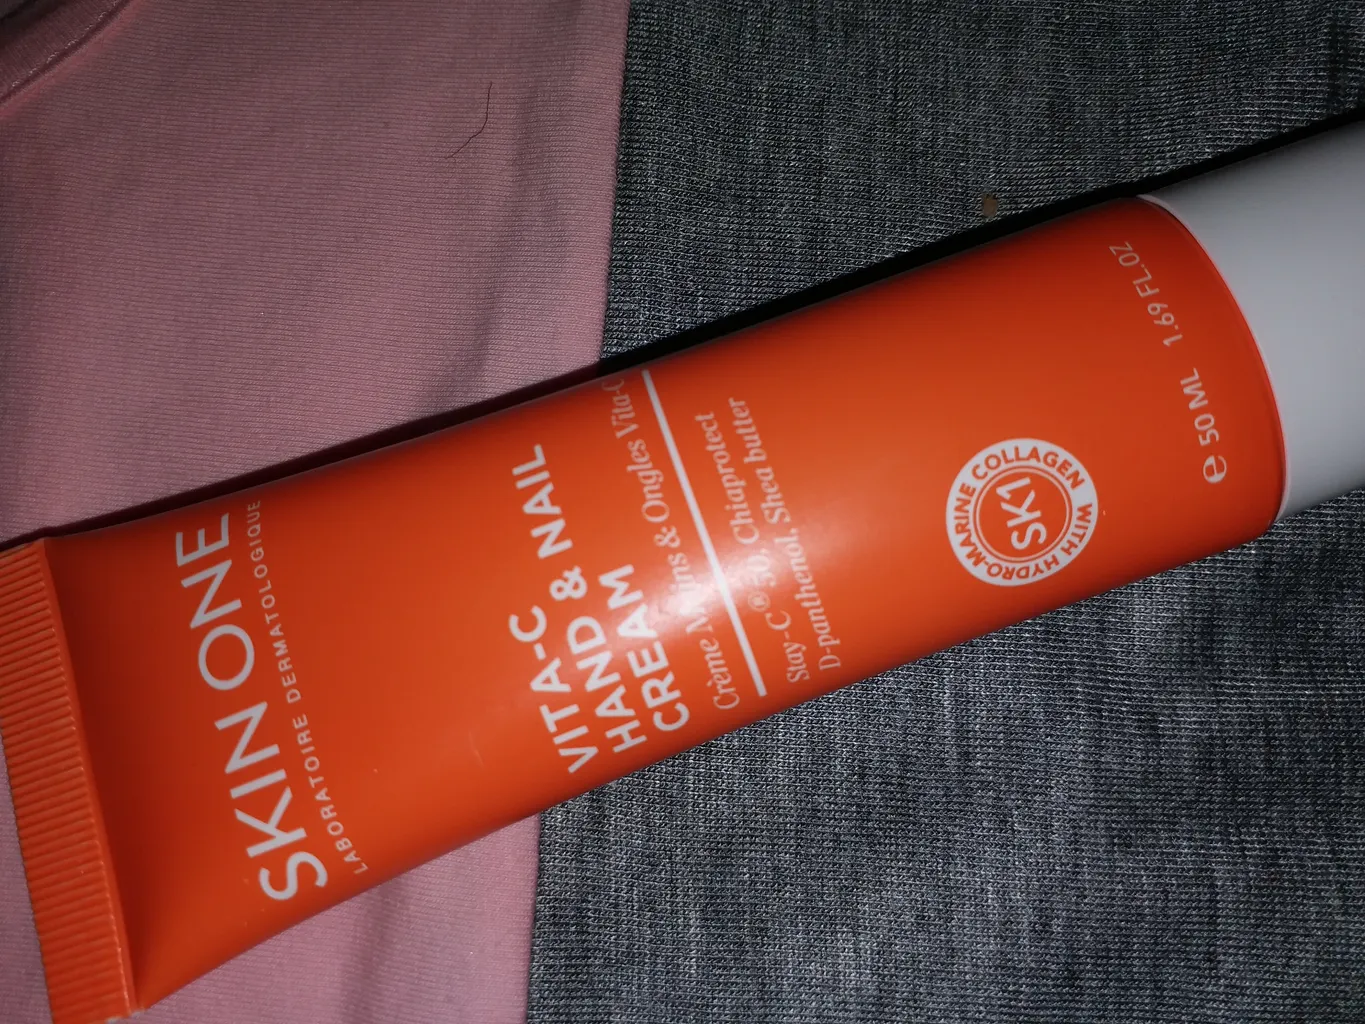 SKIN ONE
LABORATOIRE DERMATOLOGIQUE
VITA-C
HAND & NAIL
CREAM
Crème Mains & Ongles Vita-C
Stay-C® 50, Chiaprotect
D-panthenol, Shea butter
WITH HYDRO-MARINE COLLAGEN
SK1
e 50 ML 1.69 FL.OZ